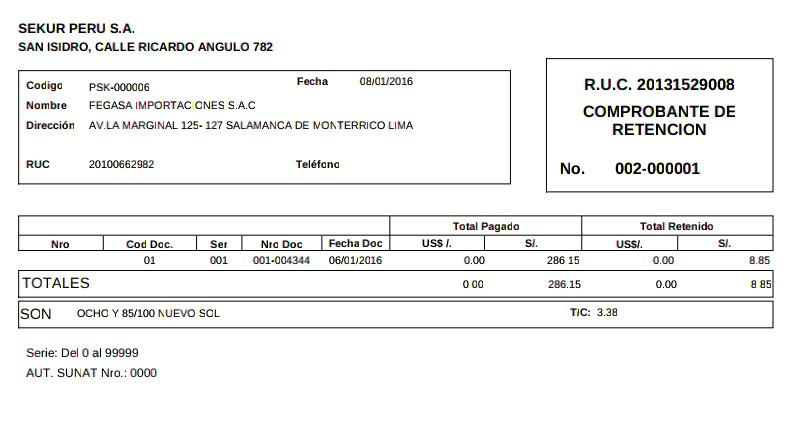 SEKUR PERU S.A.
SAN ISIDRO, CALLE RICARDO ANGULO 782
Codigo PSK-000006 Fecha 08/01/2016
Nombre FEGASA IMPORTACIONES S.A.C
Dirección AV.LA MARGINAL 125- 127 SALAMANCA DE MONTERRICO LIMA
RUC 20100662982 Teléfono
R.U.C. 20131529008
COMPROBANTE DE
RETENCION
No. 002-000001
Total Pagado Total Retenido
Nro Cod Doc. Ser Nro Doc Fecha Doc US$ /. S/. US$/. S/.
01 001 001-004344 06/01/2016 0.00 286.15 0.00 8.85
TOTALES 0.00 286.15 0.00 8.85
SON OCHO Y 85/100 NUEVO SOL T/C: 3.38
Serie: Del 0 al 99999
AUT. SUNAT Nro.: 0000